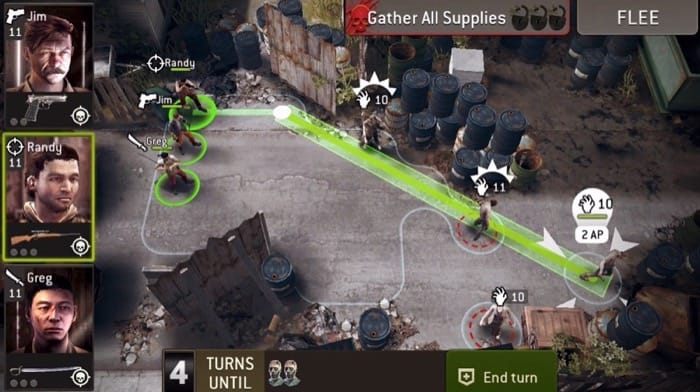 Jim
11
Gather All Supplies
FLEE
Randy
Jim
10
Randy
11
Greg
11
10
2 AP
Greg
11
10
4 TURNS UNTIL
End turn